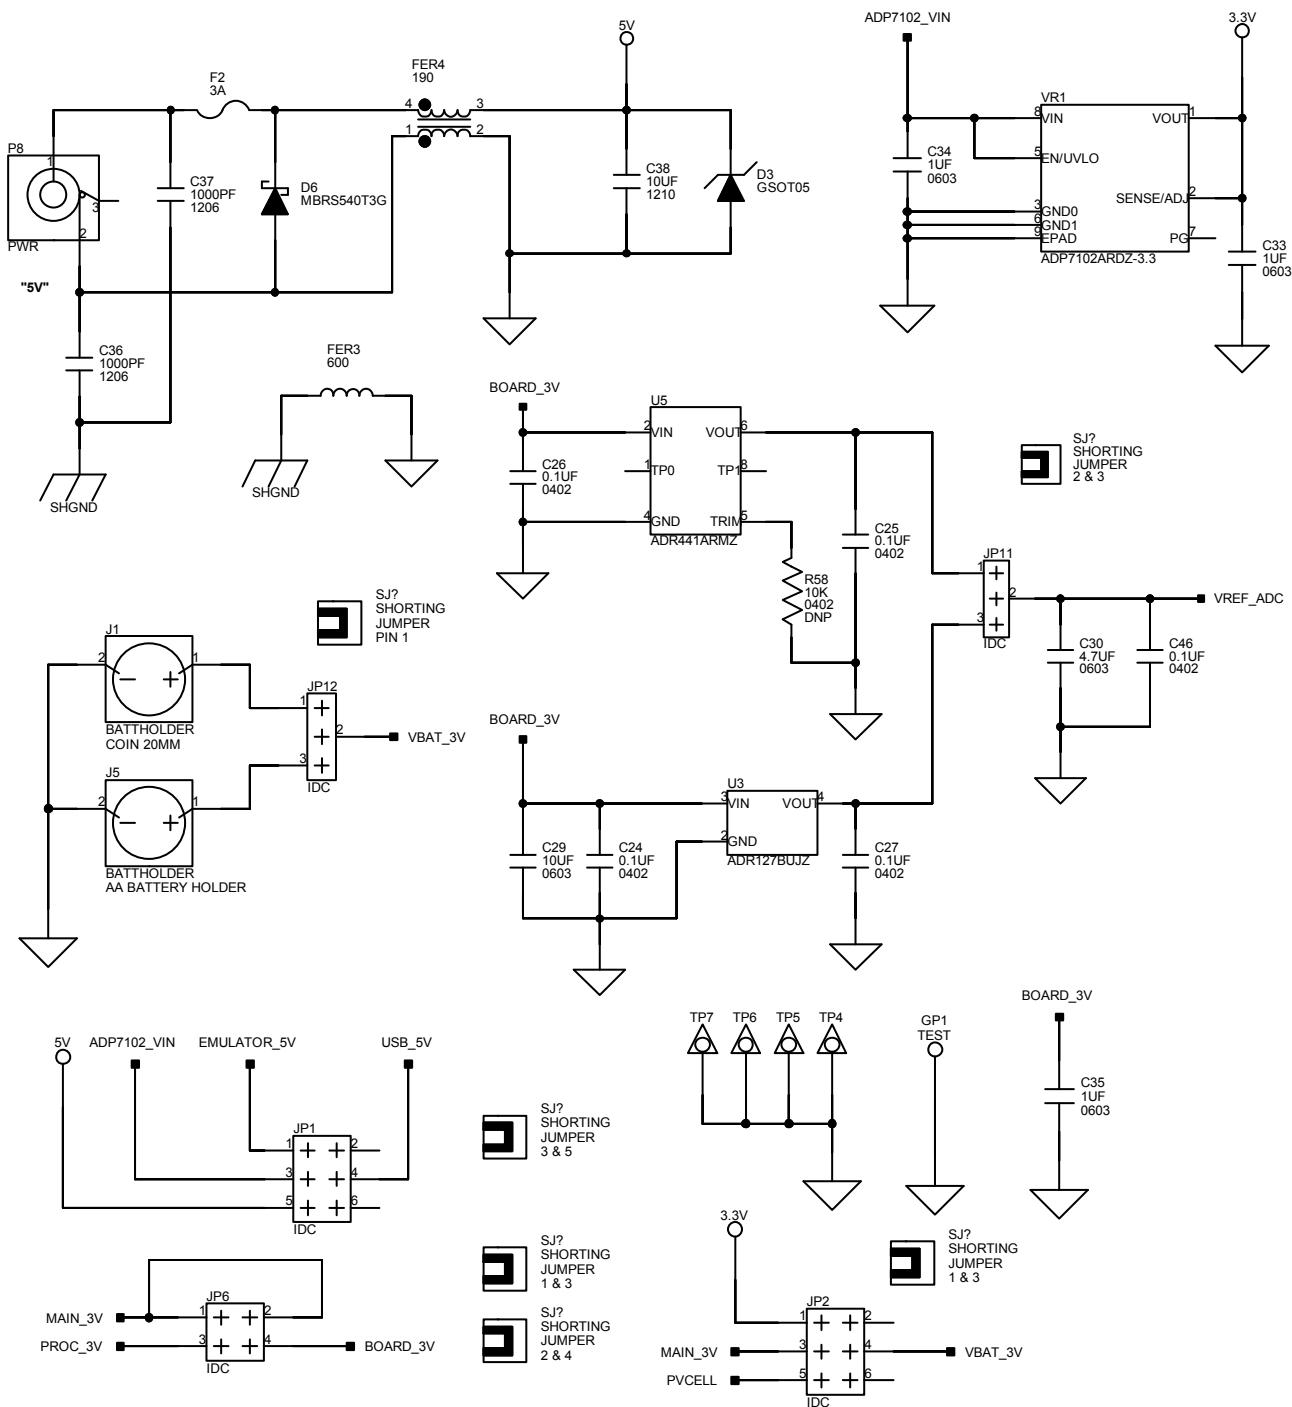 5V
ADP7102_VIN
3.3V
F2
3A
FER4
190
4
3
1
2
P8
1
3
2
PWR
"5V"
C37
1000PF
1206
D6
MBRS540T3G
C38
10UF
1210
D3
GSOT05
C36
1000PF
1206
SHGND
FER3
600
SHGND
VR1
8
VIN
VOUT
1
5
EN/UVLO
SENSE/ADJ
2
3
GND0
6
GND1
9
EPAD
PG
7
ADP7102ARDZ-3.3
C34
1UF
0603
C33
1UF
0603
BOARD_3V
U5
2
VIN
VOUT
6
1
TP0
TP1
8
4
GND
TRIM
5
ADR441ARMZ
C26
0.1UF
0402
C25
0.1UF
0402
R58
10K
0402
DNP
SJ?
SHORTING
JUMPER
2 & 3
JP11
1
2
3
IDC
VREF_ADC
C30
4.7UF
0603
C46
0.1UF
0402
SJ?
SHORTING
JUMPER
PIN 1
J1
2
1
BATTHOLDER
COIN 20MM
J5
2
1
BATTHOLDER
AA BATTERY HOLDER
JP12
1
2
3
IDC
VBAT_3V
BOARD_3V
U3
3
VIN
VOUT
4
2
GND
ADR127BUJZ
C29
10UF
0603
C24
0.1UF
0402
C27
0.1UF
0402
5V
ADP7102_VIN
EMULATOR_5V
USB_5V
JP1
1
2
3
4
5
6
IDC
SJ?
SHORTING
JUMPER
3 & 5
TP7
TP6
TP5
TP4
GP1
TEST
BOARD_3V
C35
1UF
0603
MAIN_3V
PROC_3V
JP6
1
2
3
4
IDC
BOARD_3V
SJ?
SHORTING
JUMPER
1 & 3
SJ?
SHORTING
JUMPER
2 & 4
3.3V
SJ?
SHORTING
JUMPER
1 & 3
JP2
1
2
MAIN_3V
3
4
VBAT_3V
PVCELL
5
6
IDC